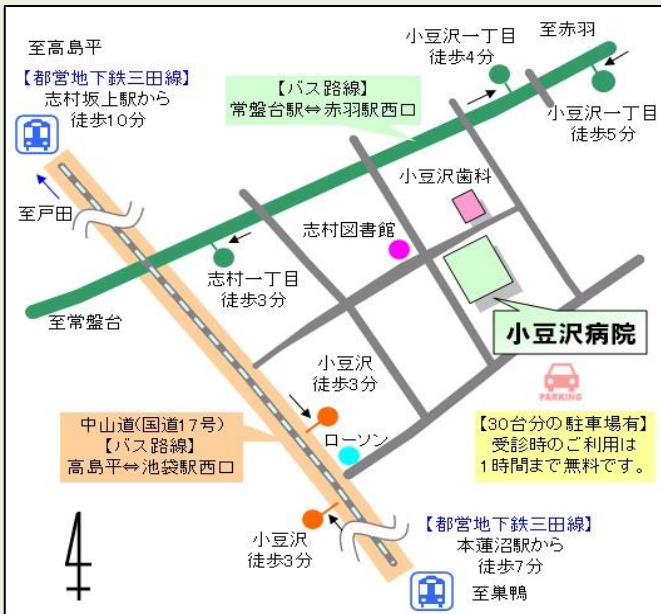 至高島平
【都営地下鉄三田線】
志村坂上駅から
徒歩10分
至戸田
【バス路線】
常盤台駅⇔赤羽駅西口
小豆沢一丁目
徒歩4分
至赤羽
小豆沢一丁目
徒歩5分
小豆沢歯科
志村図書館
志村一丁目
徒歩3分
至常盤台
小豆沢病院
小豆沢
徒歩3分
PARKING
中山道(国道17号)
【バス路線】
高島平⇔池袋駅西口
ローソン
【30台分の駐車場有】
受診時のご利用は
1時間まで無料です。
小豆沢
徒歩3分
【都営地下鉄三田線】
本蓮沼駅から
徒歩7分
至巣鴨